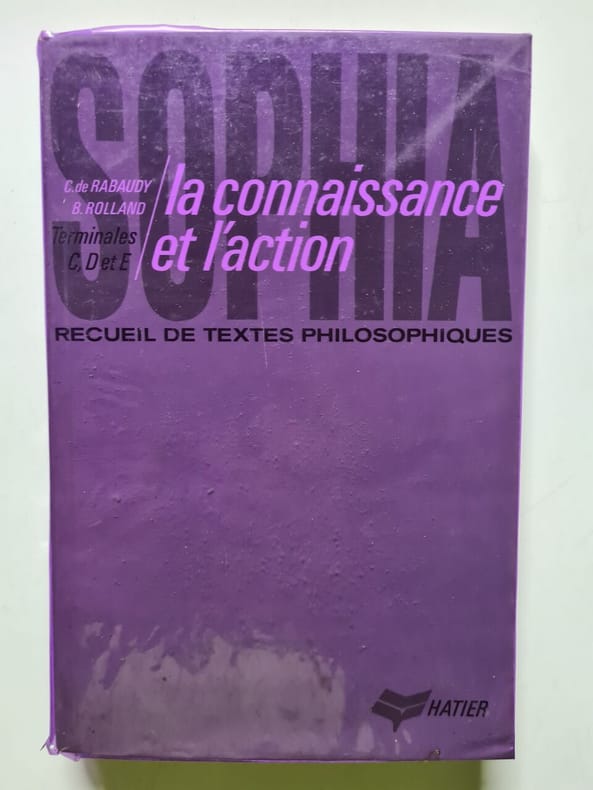 SOPHIA
C. de RABAUDY
B. ROLLAND
Terminales
C, D et E
la connaissance
et l'action
RECUEIL DE TEXTES PHILOSOPHIQUES
HATIER